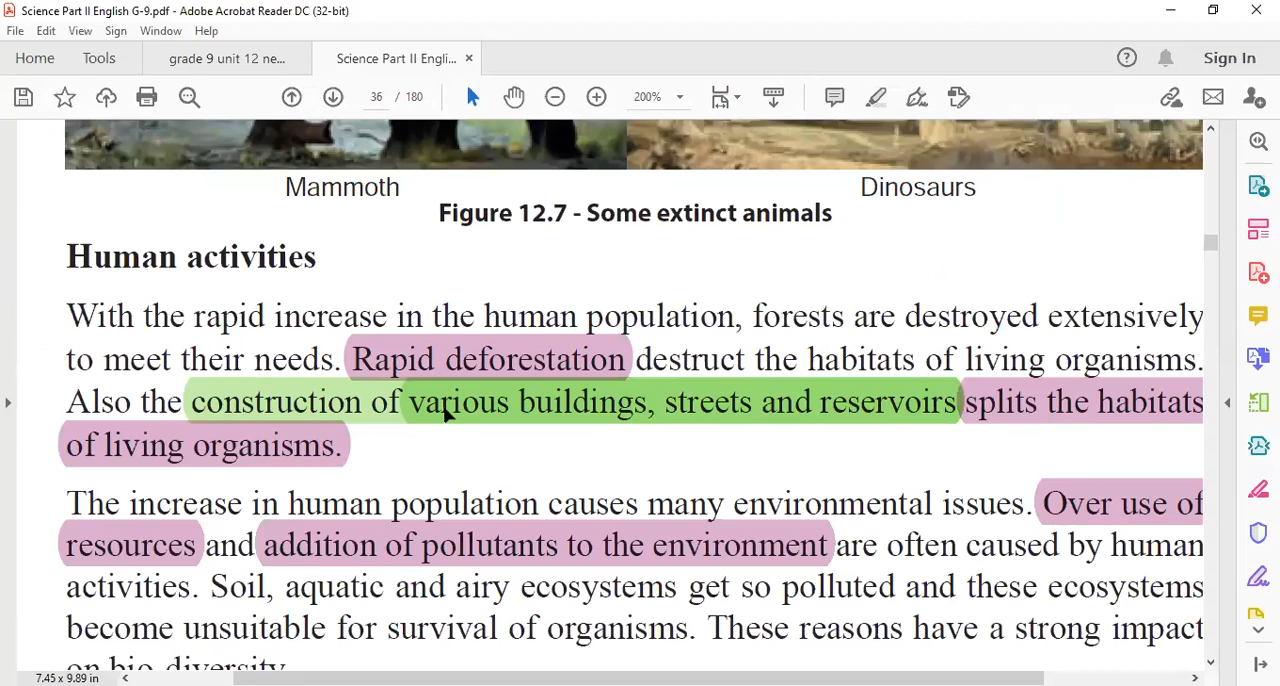 Science Part II English G-9.pdf - Adobe Acrobat Reader DC (32-bit)
File Edit View Sign Window Help
Home Tools grade 9 unit 12 ne... Science Part II Engli... × Sign In
36 / 180 200%
Mammoth Dinosaurs
Figure 12.7 - Some extinct animals
Human activities
With the rapid increase in the human population, forests are destroyed extensively
to meet their needs. Rapid deforestation destruct the habitats of living organisms.
Also the construction of various buildings, streets and reservoirs splits the habitats
of living organisms.
The increase in human population causes many environmental issues. Over use of
resources and addition of pollutants to the environment are often caused by human
activities. Soil, aquatic and airy ecosystems get so polluted and these ecosystems
become unsuitable for survival of organisms. These reasons have a strong impact
on bio diversity
7.45 x 9.89 in